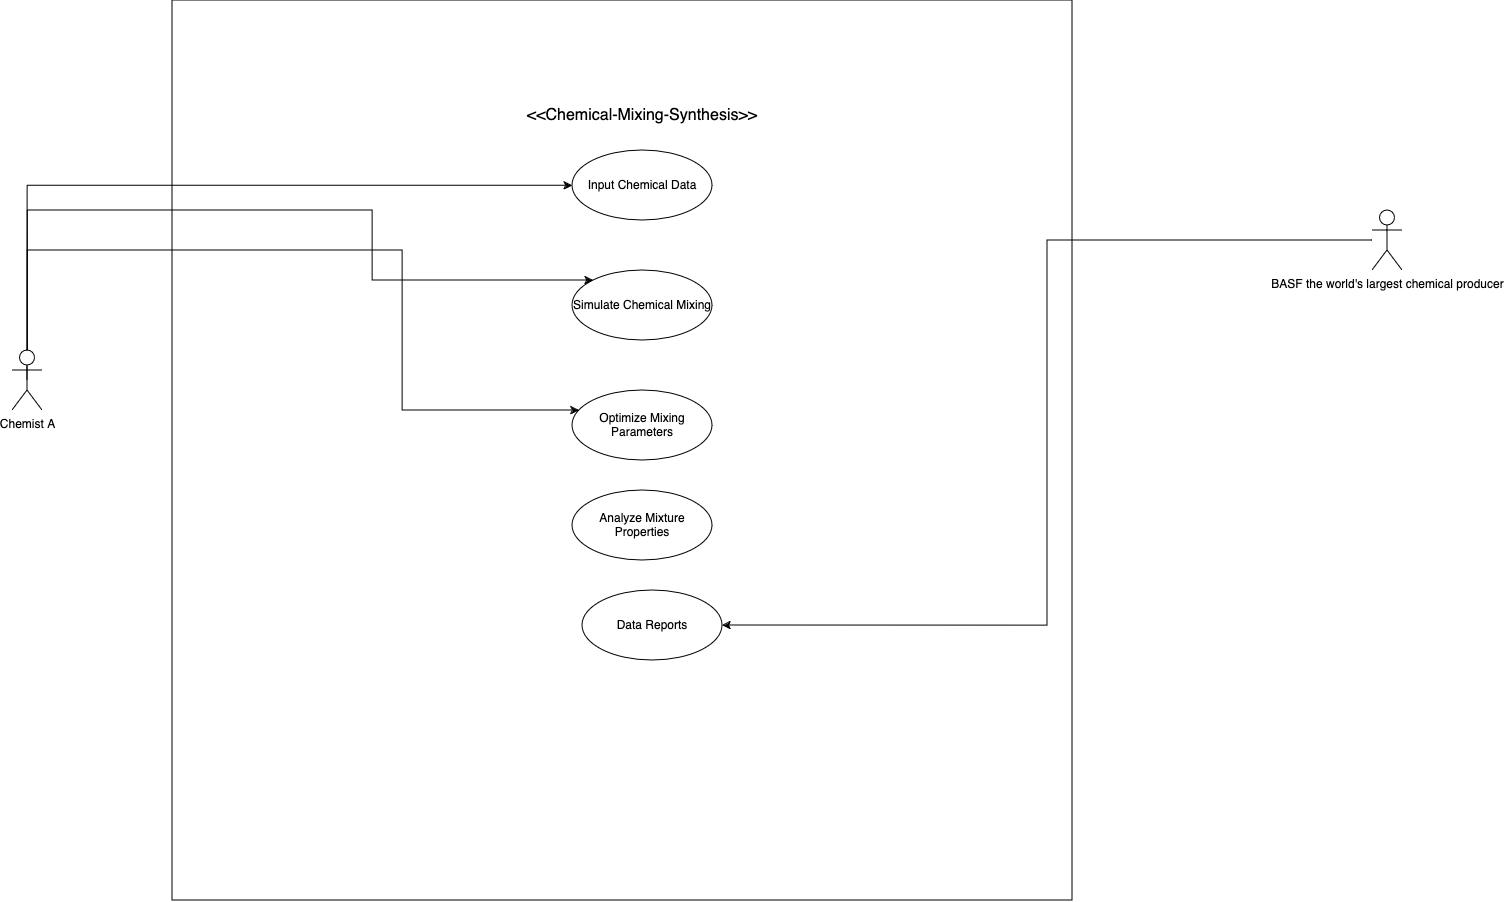 <<Chemical-Mixing-Synthesis>>
Input Chemical Data
Simulate Chemical Mixing
BASF the world's largest chemical producer
Chemist A
Optimize Mixing
Parameters
Analyze Mixture
Properties
Data Reports